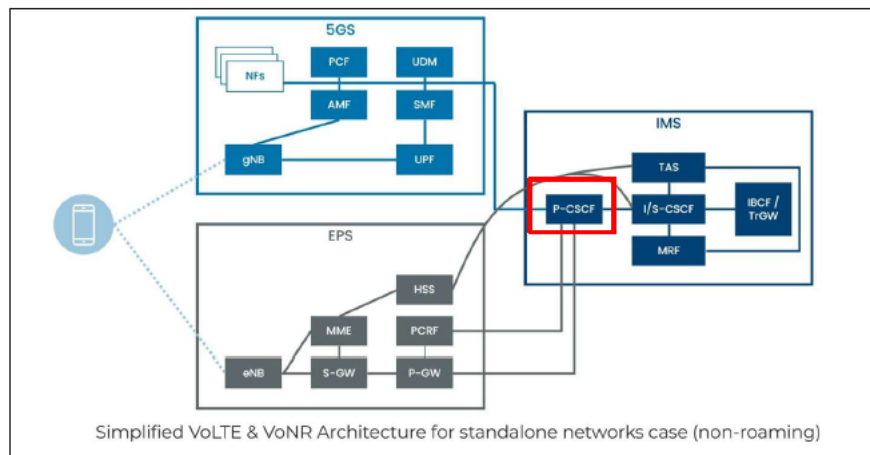 5GS
NFs
PCF
UDM
AMF
SMF
gNB
UPF
IMS
TAS
P-CSCF
I/S-CSCF
IBCF /
TrGW
MRF
EPS
HSS
MME
PCRF
eNB
S-GW
P-GW
Simplified VoLTE & VoNR Architecture for standalone networks case (non-roaming)